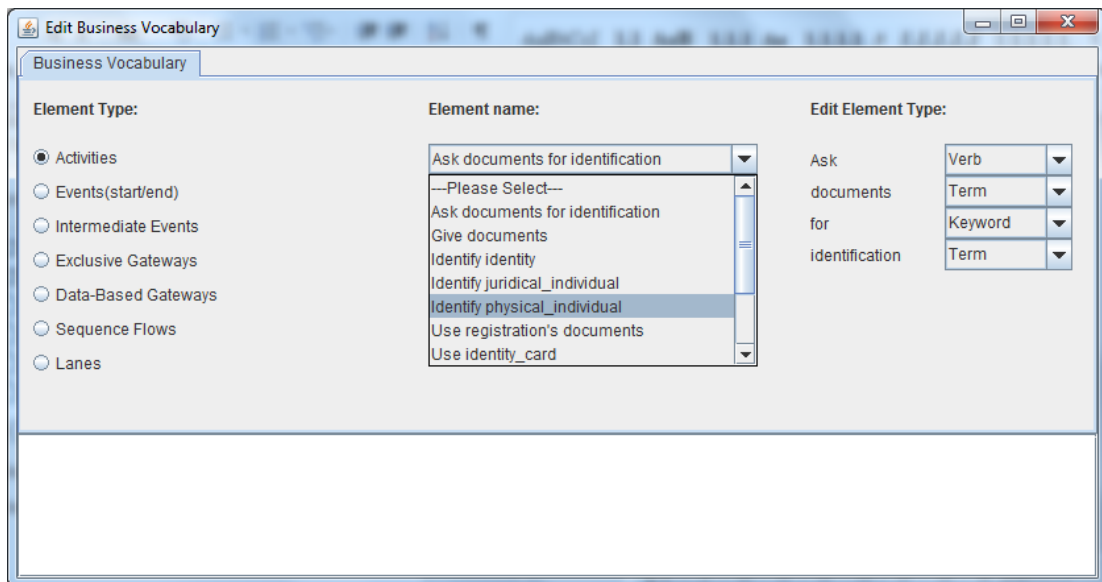 Edit Business Vocabulary
Business Vocabulary
Element Type:
Activities
Events(start/end)
Intermediate Events
Exclusive Gateways
Data-Based Gateways
Sequence Flows
Lanes
Element name:
Ask documents for identification
---Please Select---
Ask documents for identification
Give documents
Identify identity
Identify juridical_individual
Identify physical_individual
Use registration's documents
Use identity_card
Edit Element Type:
Ask Verb
documents Term
for Keyword
identification Term